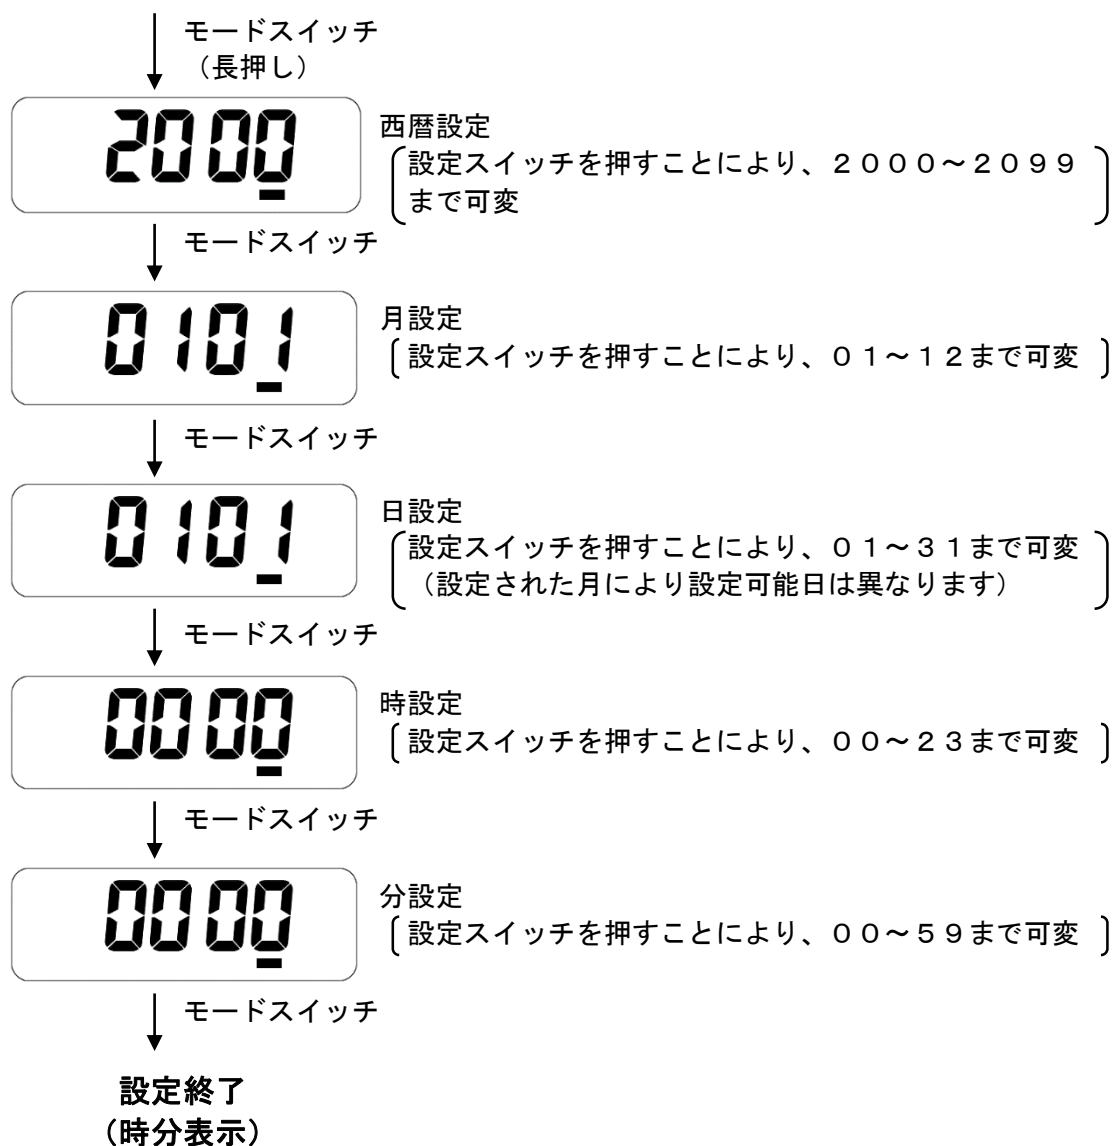 モードスイッチ
（長押し）
20 00
西暦設定
設定スイッチを押すことにより、２０００～２０９９
まで可変
モードスイッチ
01 01
月設定
設定スイッチを押すことにより、０１～１２まで可変
モードスイッチ
01 01
日設定
設定スイッチを押すことにより、０１～３１まで可変
（設定された月により設定可能日は異なります）
モードスイッチ
00 00
時設定
設定スイッチを押すことにより、００～２３まで可変
モードスイッチ
00 00
分設定
設定スイッチを押すことにより、００～５９まで可変
モードスイッチ
設定終了
（時分表示）